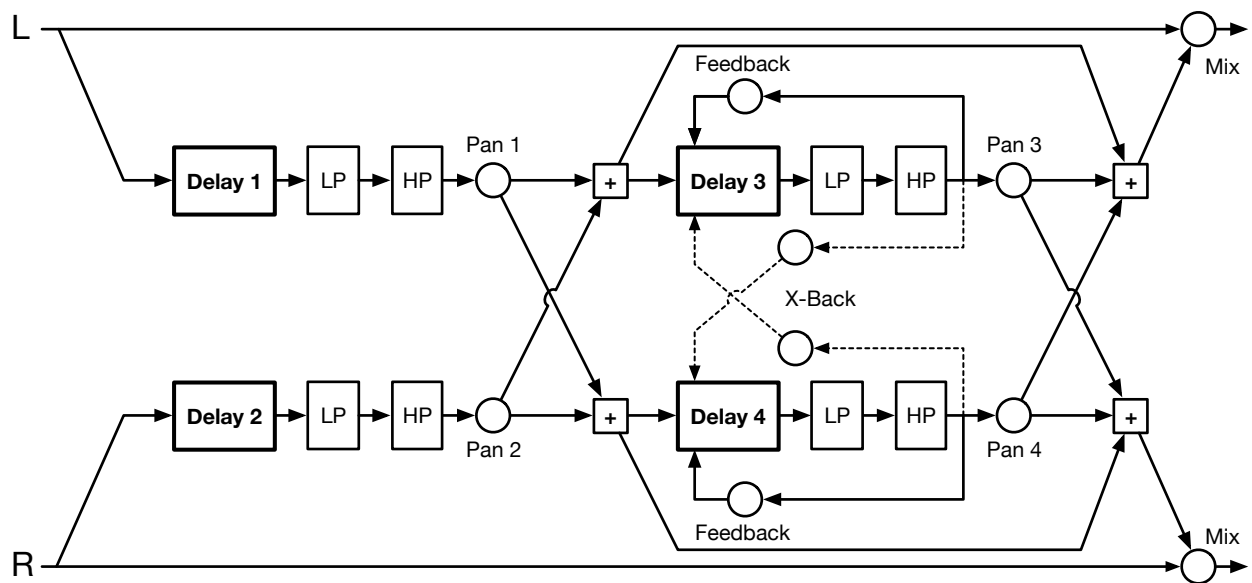 L
Mix
Feedback
Pan 1
Pan 3
Delay 1
LP
HP
+
Delay 3
LP
HP
+
X-Back
Delay 2
LP
HP
+
Delay 4
LP
HP
+
Pan 2
Pan 4
Feedback
Mix
R